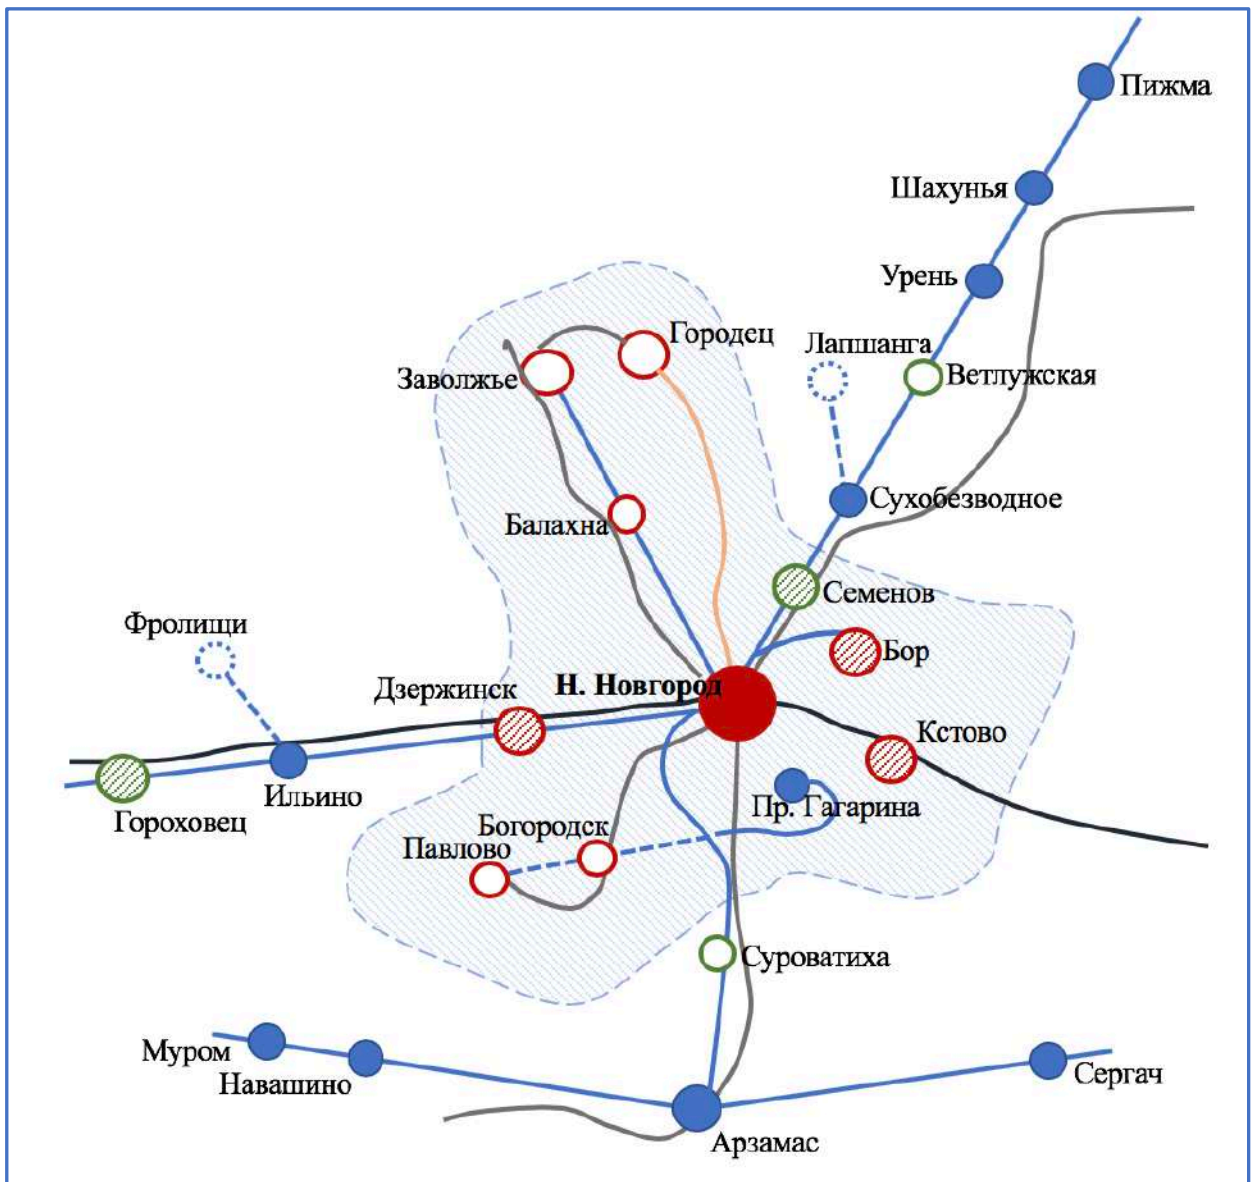 Пижма
Шахунья
Урень
Городец
Лапшанга
Заволжье
Ветлужская
Балахна
Сухобезводное
Семенов
Фролищи
Бор
Дзержинск
Н. Новгород
Кстово
Ильино
Пр. Гагарина
Гороховец
Богородск
Павлово
Суроватиха
Муром
Навашино
Сергач
Арзамас